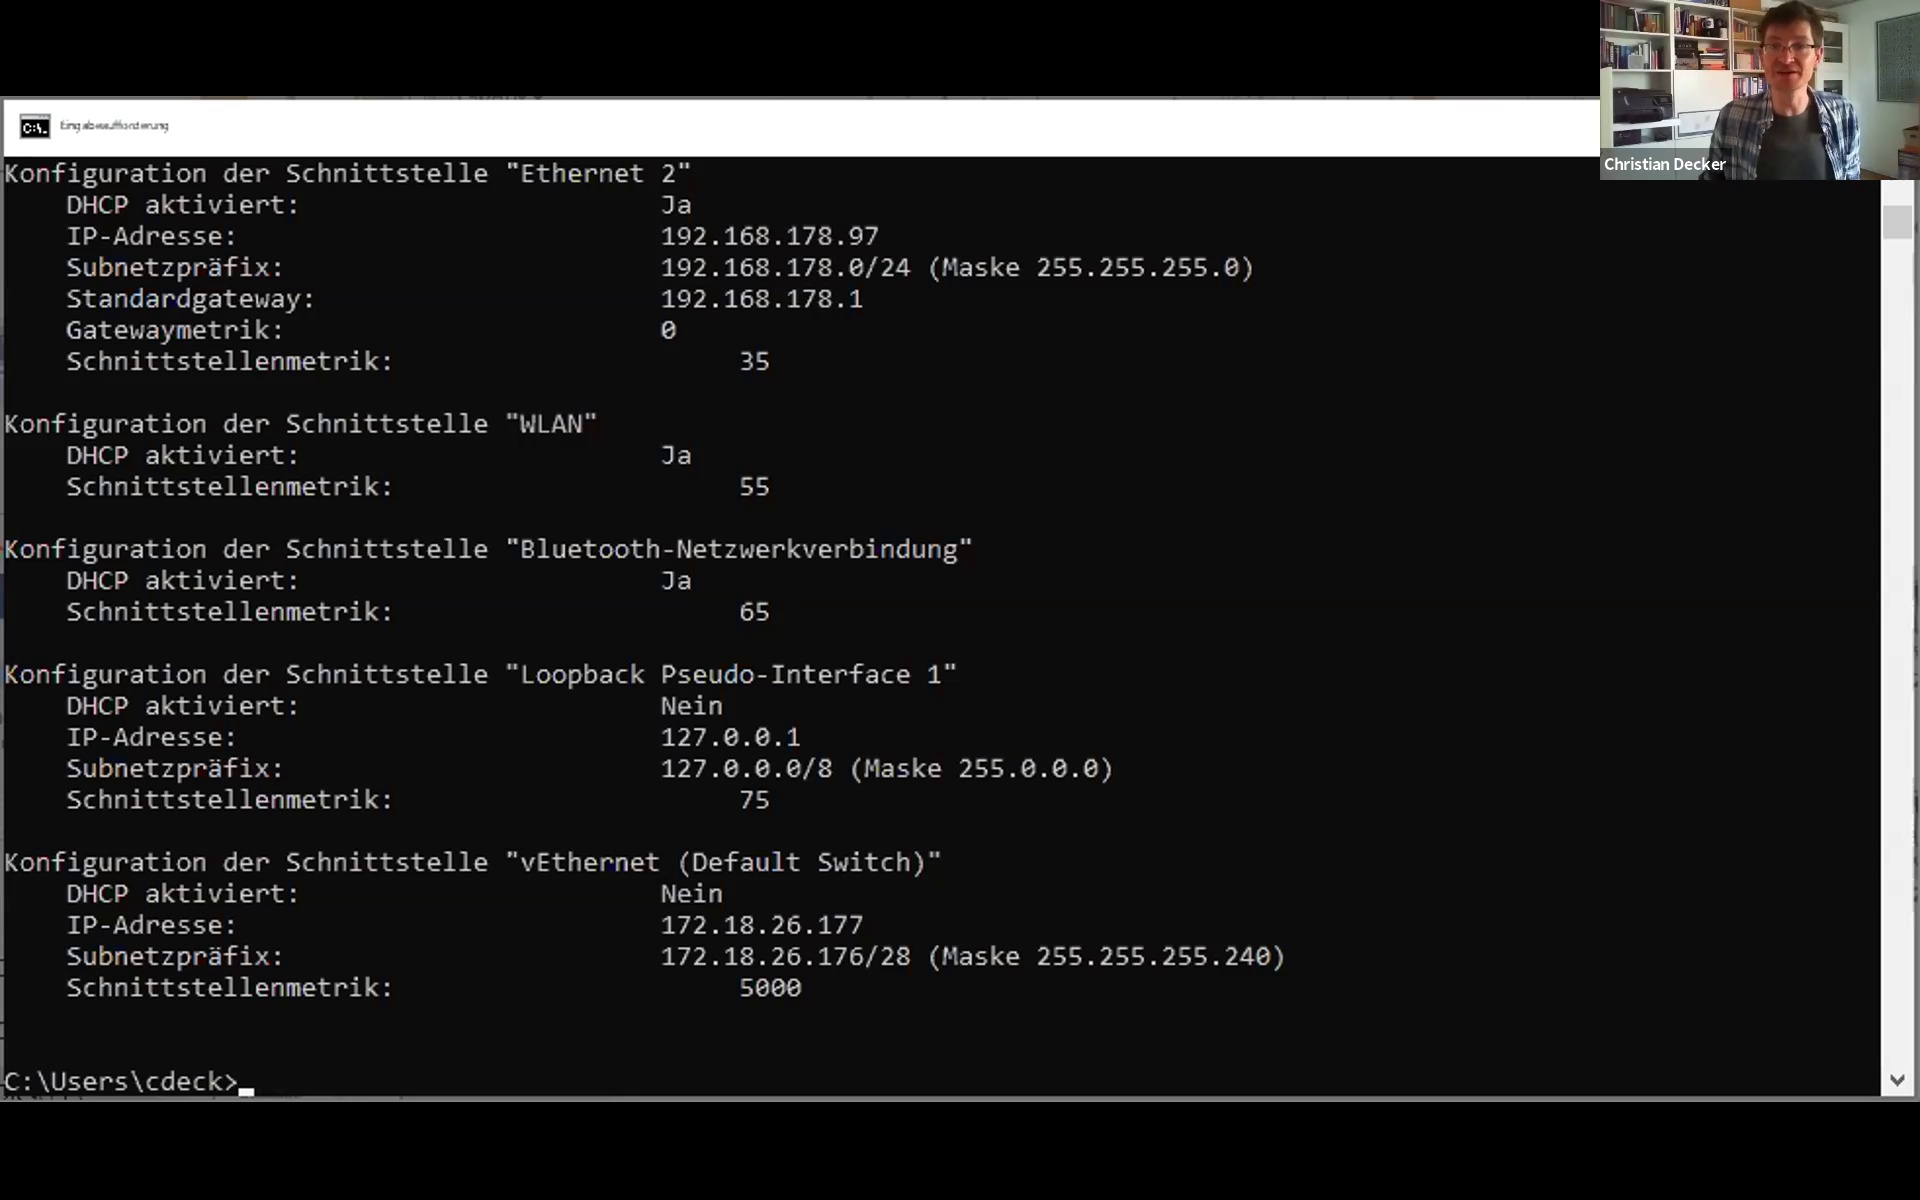 Eingabeaufforderung
Christian Decker
Konfiguration der Schnittstelle "Ethernet 2"
DHCP aktiviert: Ja
IP-Adresse: 192.168.178.97
Subnetzpräfix: 192.168.178.0/24 (Maske 255.255.255.0)
Standardgateway: 192.168.178.1
Gatewaymetrik: 0
Schnittstellenmetrik: 35
Konfiguration der Schnittstelle "WLAN"
DHCP aktiviert: Ja
Schnittstellenmetrik: 55
Konfiguration der Schnittstelle "Bluetooth-Netzwerkverbindung"
DHCP aktiviert: Ja
Schnittstellenmetrik: 65
Konfiguration der Schnittstelle "Loopback Pseudo-Interface 1"
DHCP aktiviert: Nein
IP-Adresse: 127.0.0.1
Subnetzpräfix: 127.0.0.0/8 (Maske 255.0.0.0)
Schnittstellenmetrik: 75
Konfiguration der Schnittstelle "vEthernet (Default Switch)"
DHCP aktiviert: Nein
IP-Adresse: 172.18.26.177
Subnetzpräfix: 172.18.26.176/28 (Maske 255.255.255.240)
Schnittstellenmetrik: 5000
C:\Users\cdeck>